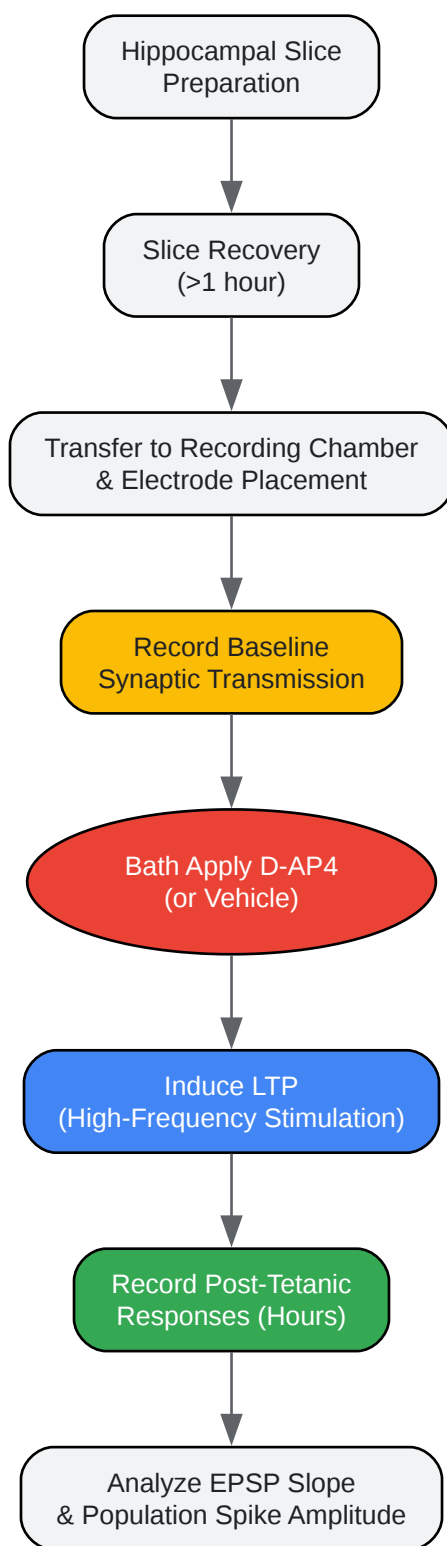 Hippocampal Slice
Preparation
Slice Recovery
(>1 hour)
Transfer to Recording Chamber
& Electrode Placement
Record Baseline
Synaptic Transmission
Bath Apply D-AP4
(or Vehicle)
Induce LTP
(High-Frequency Stimulation)
Record Post-Tetanic
Responses (Hours)
Analyze EPSP Slope
& Population Spike Amplitude